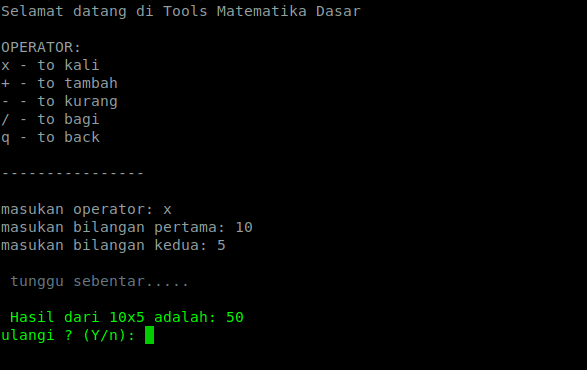 Selamat datang di Tools Matematika Dasar
OPERATOR:
x - to kali
+ - to tambah
- - to kurang
/ - to bagi
q - to back
----------------
masukan operator: x
masukan bilangan pertama: 10
masukan bilangan kedua: 5
tunggu sebentar.....
Hasil dari 10x5 adalah: 50
ulangi ? (Y/n):